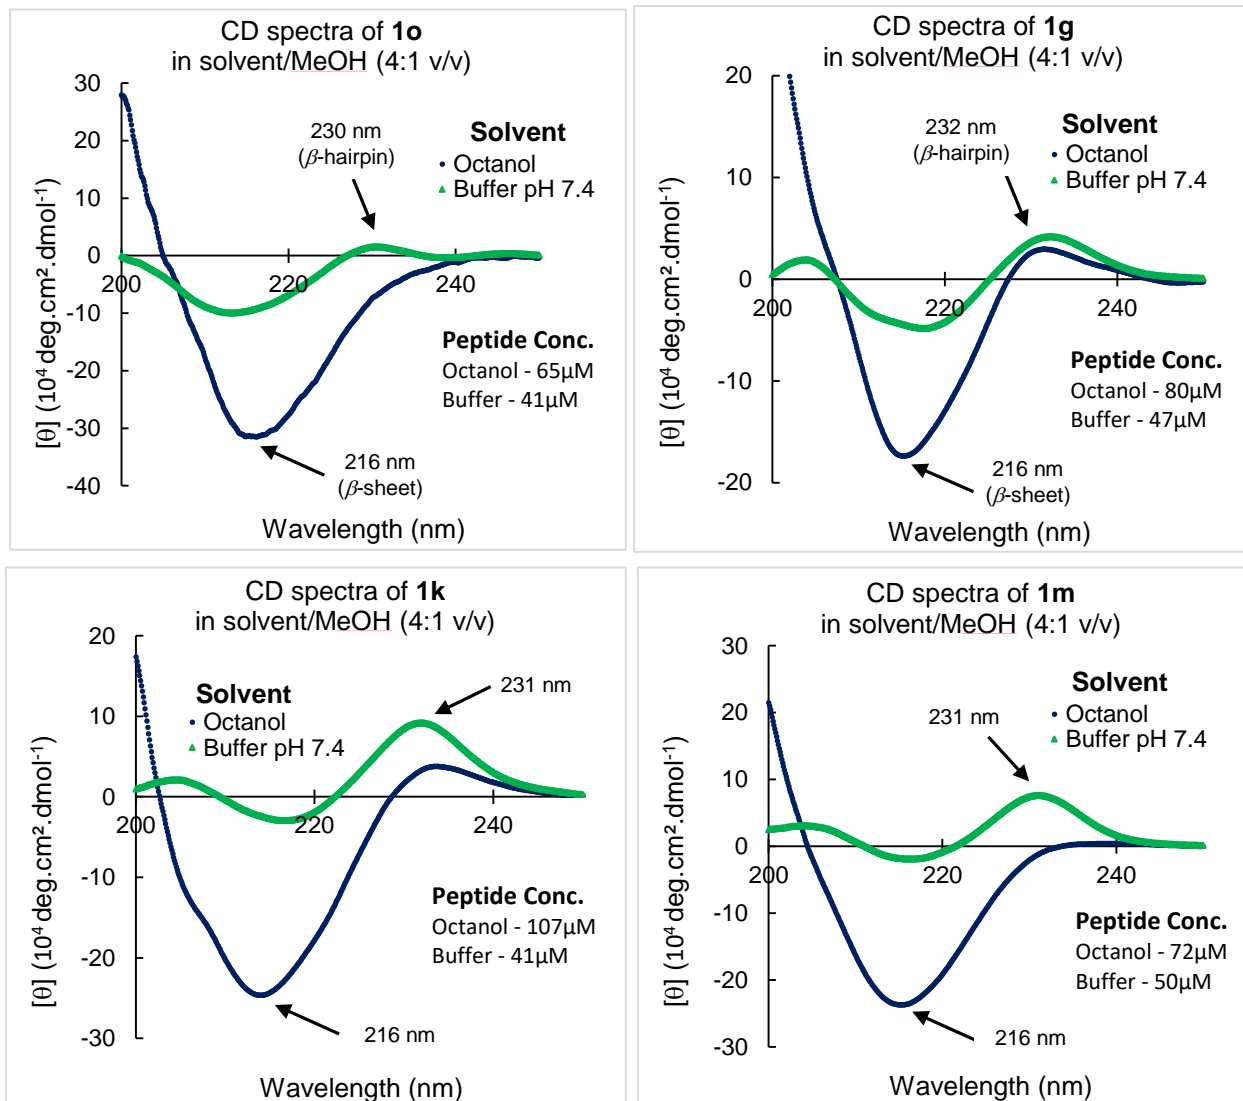 CD spectra of 1o
in solvent/MeOH (4:1 v/v)
30
20
10
0
-10
-20
-30
-40
200
220
240
230 nm
(β-hairpin)
Solvent
Octanol
Buffer pH 7.4
Peptide Conc.
Octanol - 65µM
Buffer - 41µM
216 nm
(β-sheet)
[θ] (10⁴ deg.cm².dmol⁻¹)
Wavelength (nm)
CD spectra of 1g
in solvent/MeOH (4:1 v/v)
20
10
0
-10
-20
200
220
240
232 nm
(β-hairpin)
Solvent
Octanol
Buffer pH 7.4
Peptide Conc.
Octanol - 80µM
Buffer - 47µM
216 nm
(β-sheet)
[θ] (10⁴ deg.cm².dmol⁻¹)
Wavelength (nm)
CD spectra of 1k
in solvent/MeOH (4:1 v/v)
20
10
0
-10
-20
-30
200
220
240
231 nm
Solvent
Octanol
Buffer pH 7.4
Peptide Conc.
Octanol - 107µM
Buffer - 41µM
216 nm
[θ] (10⁴ deg.cm².dmol⁻¹)
Wavelength (nm)
CD spectra of 1m
in solvent/MeOH (4:1 v/v)
30
20
10
0
-10
-20
-30
200
220
240
231 nm
Solvent
Octanol
Buffer pH 7.4
Peptide Conc.
Octanol - 72µM
Buffer - 50µM
216 nm
[θ] (10⁴ deg.cm².dmol⁻¹)
Wavelength (nm)